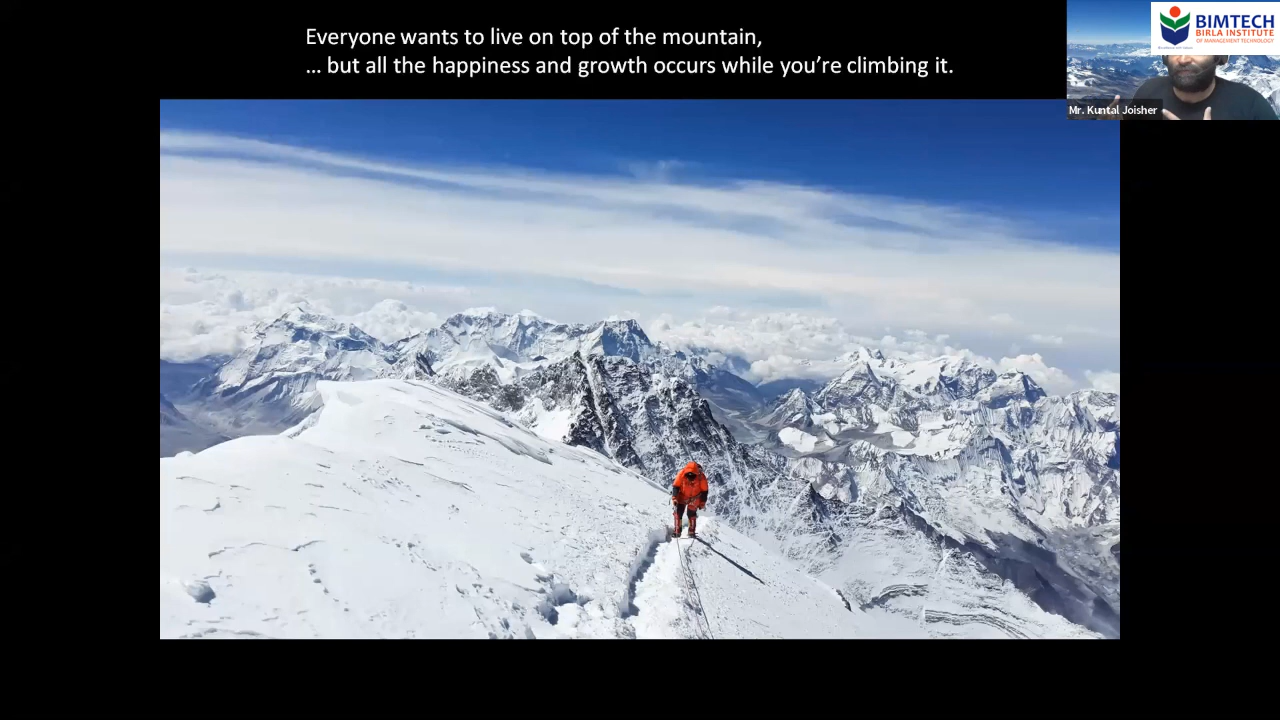 Everyone wants to live on top of the mountain,
… but all the happiness and growth occurs while you’re climbing it.
BIMTECH
BIRLA INSTITUTE
OF MANAGEMENT TECHNOLOGY
Mr. Kuntal Joisher